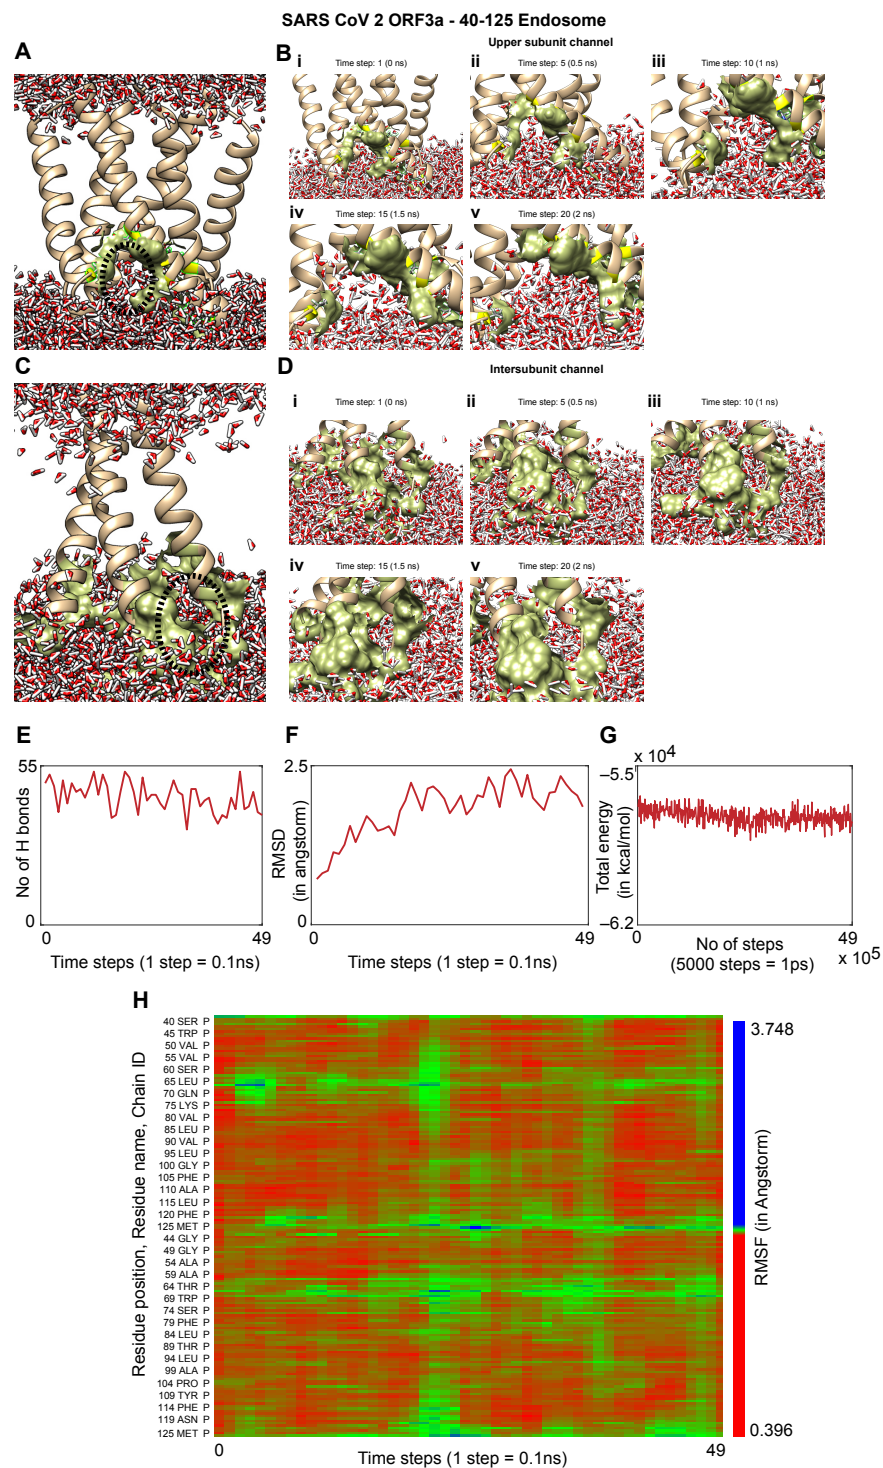 SARS CoV 2 ORF3a - 40-125 Endosome
A
B
Upper subunit channel
i
Time step: 1 (0 ns)
ii
Time step: 5 (0.5 ns)
iii
Time step: 10 (1 ns)
iv
Time step: 15 (1.5 ns)
v
Time step: 20 (2 ns)
C
D
Intersubunit channel
i
Time step: 1 (0 ns)
ii
Time step: 5 (0.5 ns)
iii
Time step: 10 (1 ns)
iv
Time step: 15 (1.5 ns)
v
Time step: 20 (2 ns)
E
55
No of H bonds
0
0
49
Time steps (1 step = 0.1ns)
F
2.5
RMSD
(in angstorm)
0
0
49
Time steps (1 step = 0.1ns)
G
x 10^4
−5.5
Total energy
(in kcal/mol)
−6.2
0
49
No of steps
x 10^5
(5000 steps = 1ps)
H
Residue position, Residue name, Chain ID
40 SER P
45 TRP P
50 VAL P
55 VAL P
60 SER P
65 LEU P
70 GLN P
75 LYS P
80 VAL P
85 LEU P
90 VAL P
95 LEU P
100 GLY P
105 PHE P
110 ALA P
115 LEU P
120 PHE P
125 MET P
44 GLY P
49 GLY P
54 ALA P
59 ALA P
64 THR P
69 TRP P
74 SER P
79 PHE P
84 LEU P
89 THR P
94 LEU P
99 ALA P
104 PRO P
109 TYR P
114 PHE P
119 ASN P
125 MET P
0
49
Time steps (1 step = 0.1ns)
3.748
RMSF (in Angstorm)
0.396